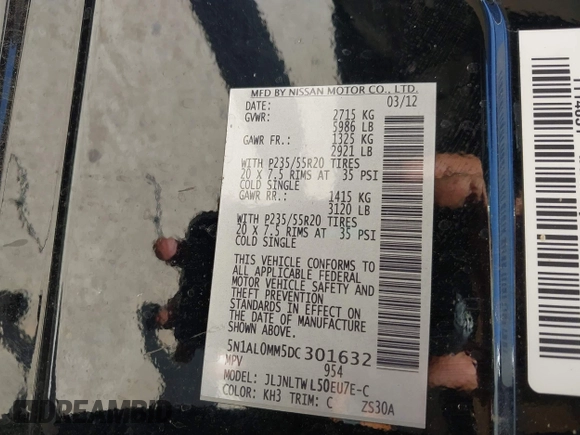 MFD BY NISSAN MOTOR CO., LTD.
DATE: 03/12
GVWR: 2715 KG
5986 LB
GAWR FR.: 1325 KG
2921 LB
WITH P235/55R20 TIRES
20 X 7.5 RIMS AT 35 PSI
COLD SINGLE
GAWR RR.: 1415 KG
3120 LB
WITH P235/55R20 TIRES
20 X 7.5 RIMS AT 35 PSI
COLD SINGLE
THIS VEHICLE CONFORMS TO
ALL APPLICABLE FEDERAL
MOTOR VEHICLE SAFETY AND
THEFT PREVENTION
STANDARDS IN EFFECT ON
THE DATE OF MANUFACTURE
SHOWN ABOVE.
5N1AL0MM5DC301632
MPV 954
MODEL: JLJNLTWL50EU7E-C
COLOR: KH3 TRIM: C ZS30A